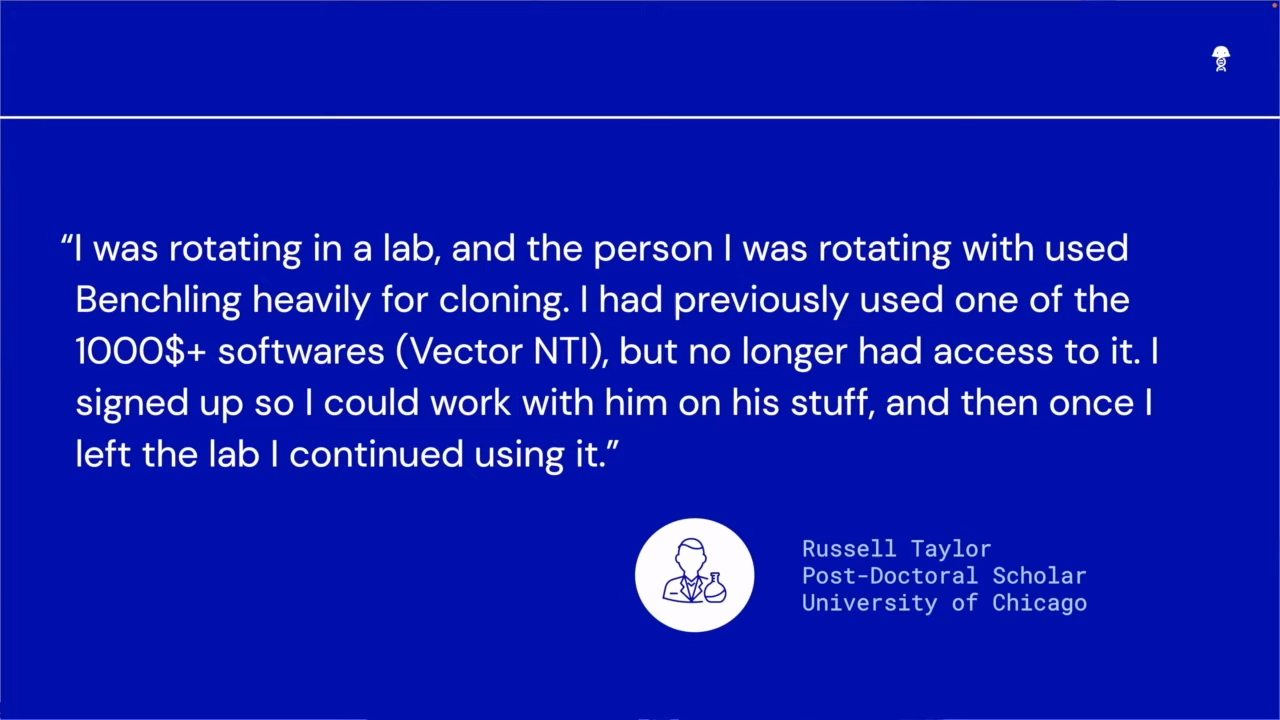 “I was rotating in a lab, and the person I was rotating with used
Benchling heavily for cloning. I had previously used one of the
1000$+ softwares (Vector NTI), but no longer had access to it. I
signed up so I could work with him on his stuff, and then once I
left the lab I continued using it.”
Russell Taylor
Post-Doctoral Scholar
University of Chicago